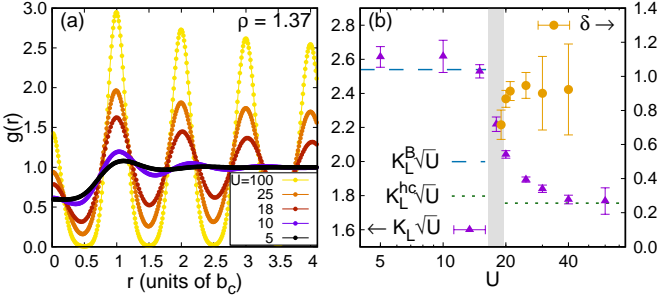 (a) ρ = 1.37
g(r)
3.0
2.5
2.0
1.5
1.0
0.5
0.0
U=100
25
18
10
5
0 0.5 1 1.5 2 2.5 3 3.5 4
r (units of b_c)
(b) δ →
2.8
2.6
2.4
2.2
2.0
1.8
1.6
K_L^B√U
K_L^hc√U
← K_L√U
1.4
1.2
1.0
0.8
0.6
0.4
0.2
0.0
5 10 20 40
U